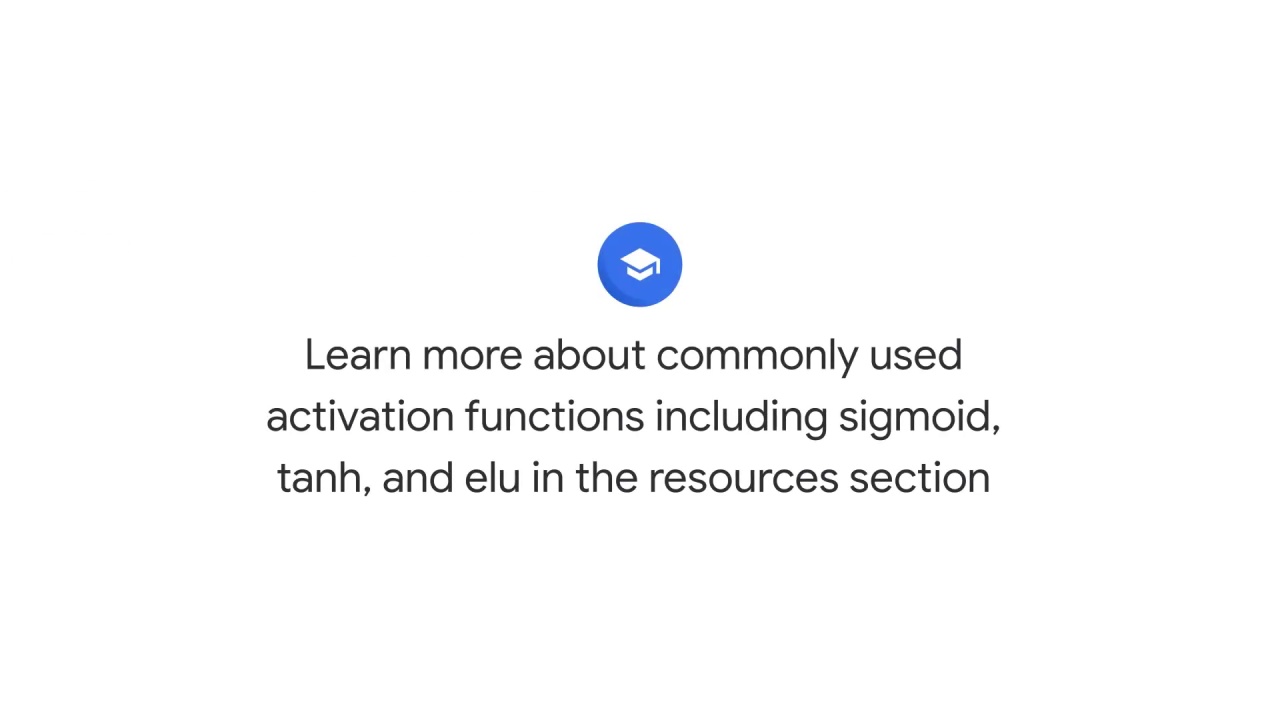 Learn more about commonly used
activation functions including sigmoid,
tanh, and elu in the resources section